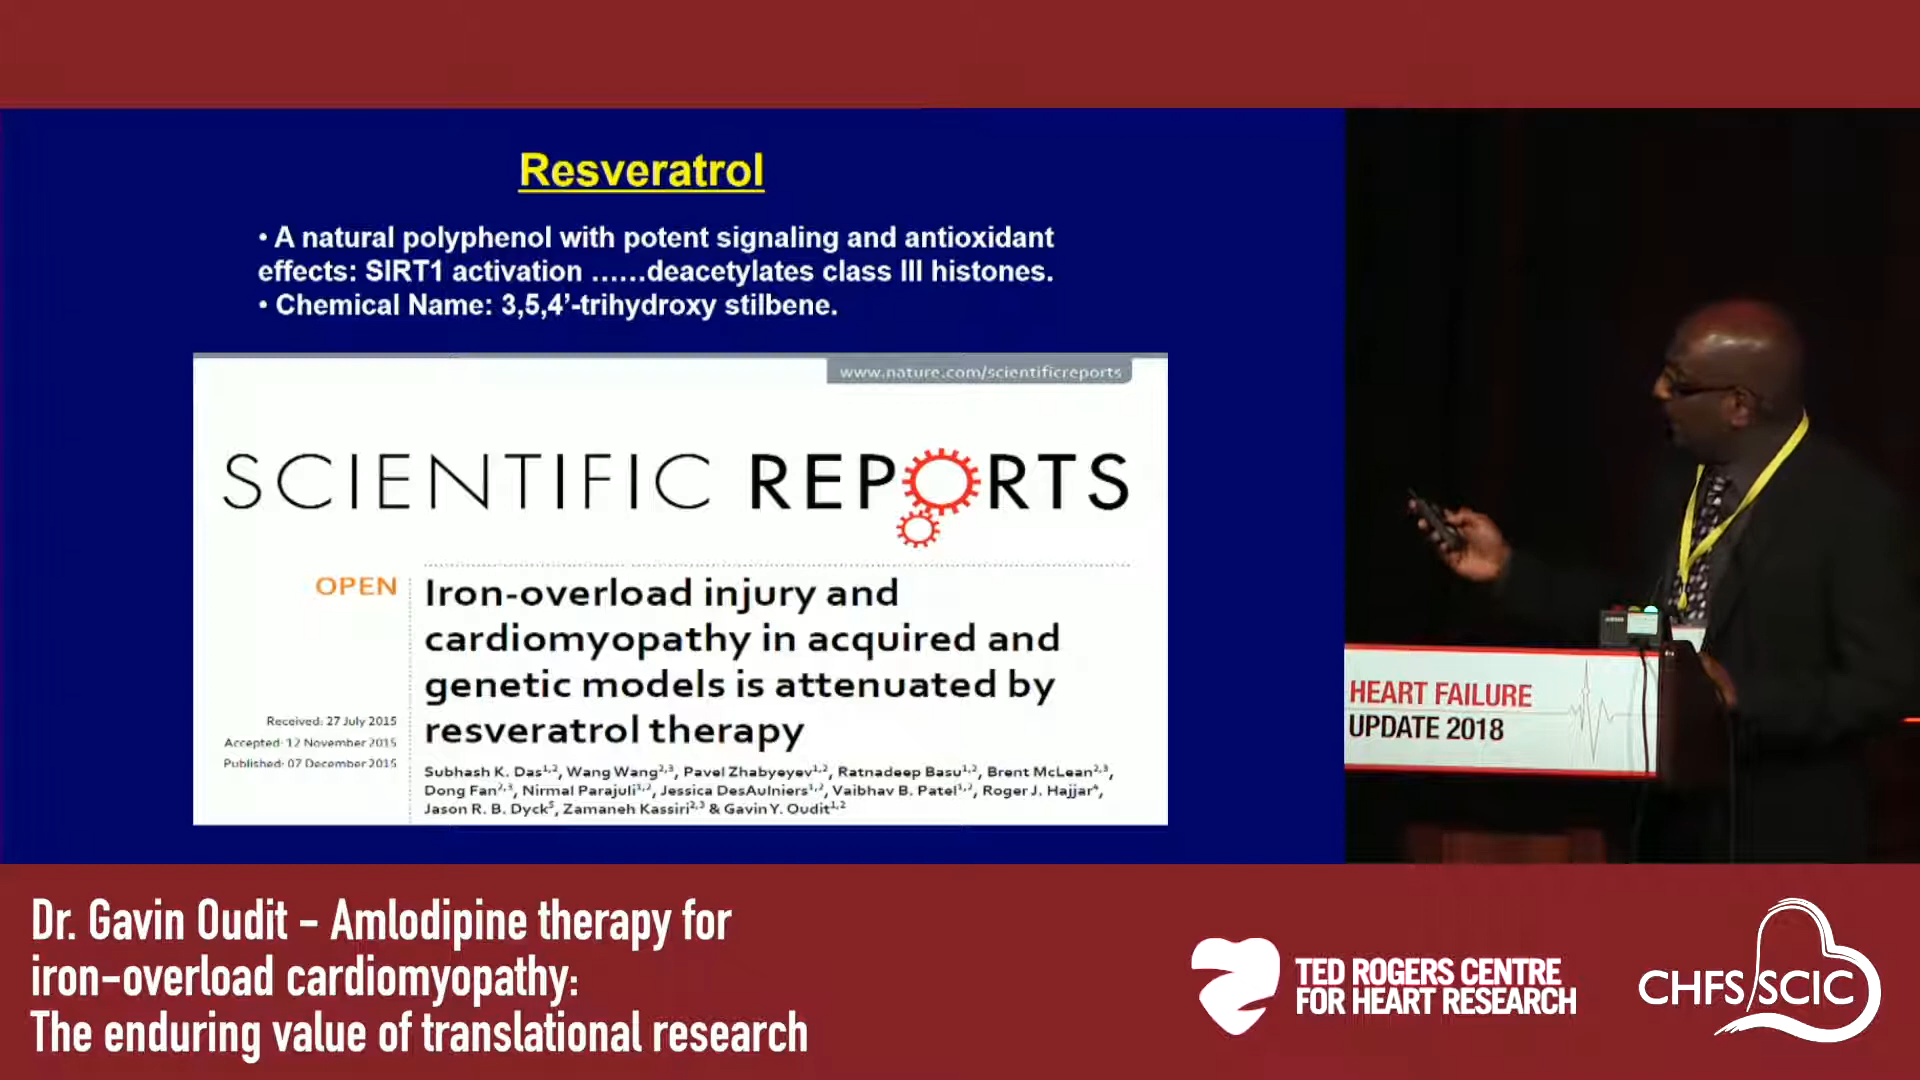 Resveratrol
• A natural polyphenol with potent signaling and antioxidant
effects: SIRT1 activation ……deacetylates class III histones.
• Chemical Name: 3,5,4’-trihydroxy stilbene.
www.nature.com/scientificreports
SCIENTIFIC REPORTS
OPEN
Iron-overload injury and
cardiomyopathy in acquired and
genetic models is attenuated by
resveratrol therapy
Received: 27 July 2015
Accepted: 12 November 2015
Published: 07 December 2015
Subhash K. Das1,2, Wang Wang2,3, Pavel Zhabyeyev1,2, Ratnadeep Basu1,2, Brent McLean2,3,
Dong Fan2,3, Nirmal Parajuli1,2, Jessica DesAulniers1,2, Vaibhav B. Patel1,2, Roger J. Hajjar4,
Jason R. B. Dyck5, Zamaneh Kassiri2,3 & Gavin Y. Oudit1,2
HEART FAILURE
UPDATE 2018
Dr. Gavin Oudit - Amlodipine therapy for
iron-overload cardiomyopathy:
The enduring value of translational research
TED ROGERS CENTRE
FOR HEART RESEARCH
CHFS/SCIC